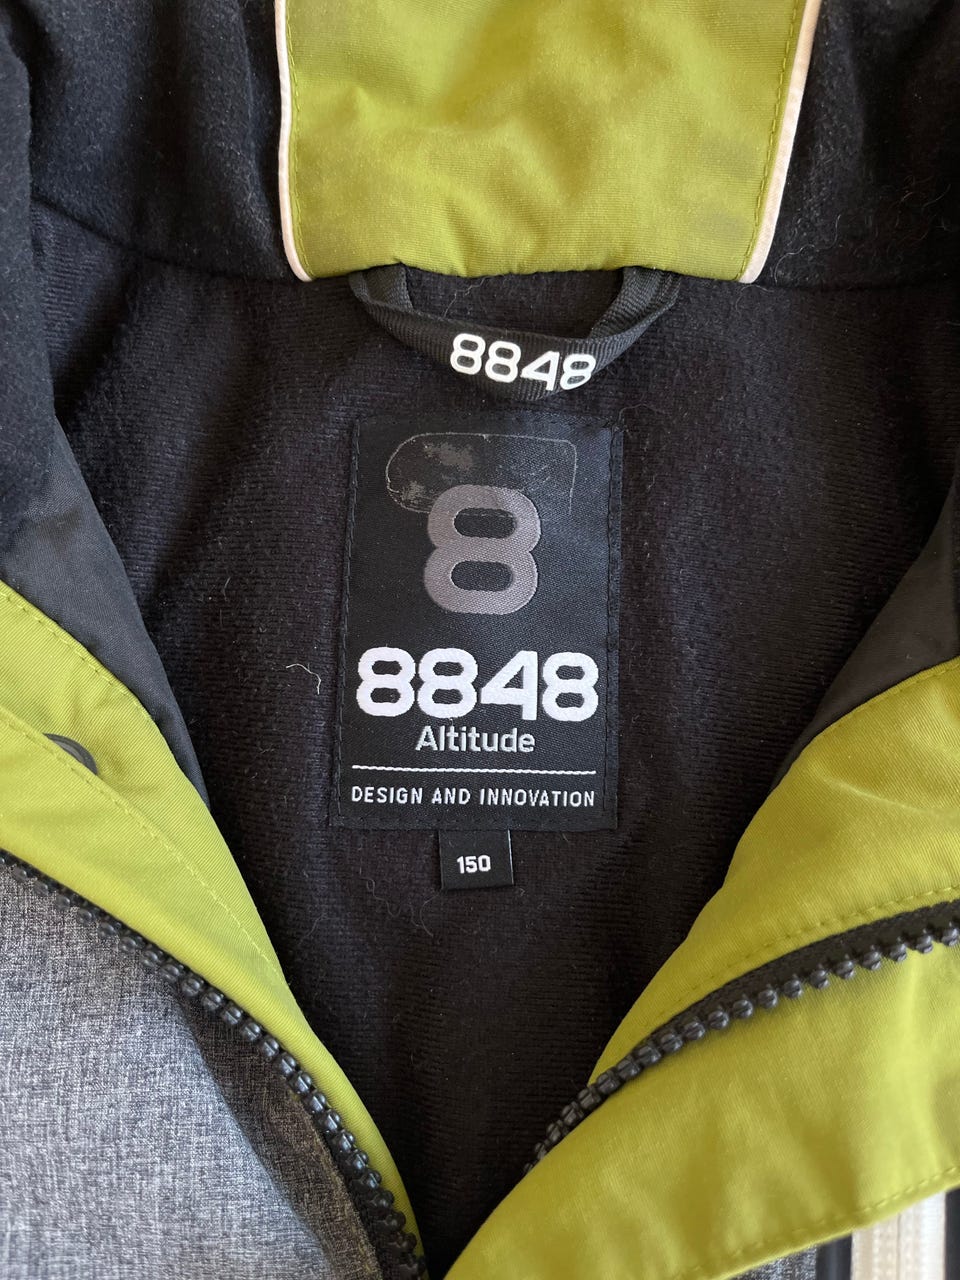 8848
8
8848
Altitude
DESIGN AND INNOVATION
150